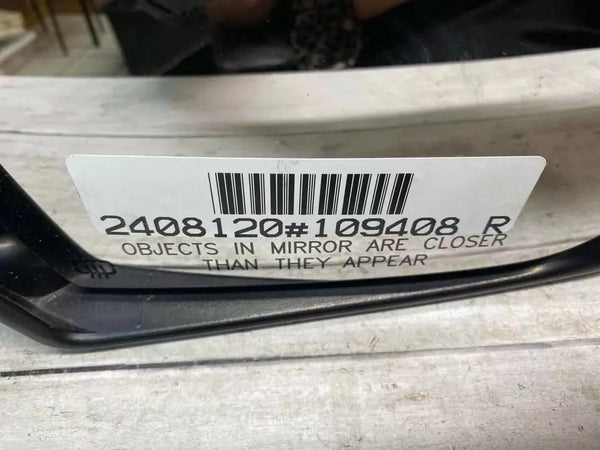 2408120#109408 R
OBJECTS IN MIRROR ARE CLOSER
THAN THEY APPEAR